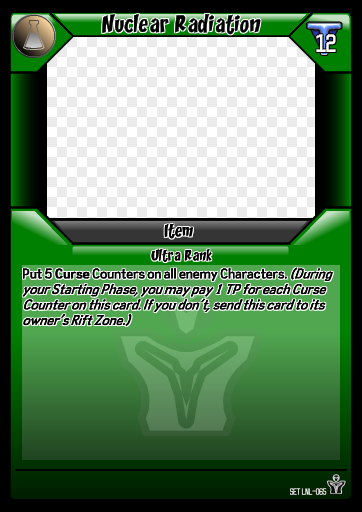 Nuclear Radiation
12
Item
Ultra Rank
Put 5 Curse Counters on all enemy Characters. (During
your Starting Phase, you may pay 1 TP for each Curse
Counter on this card. If you don't, send this card to its
owner's Rift Zone.)
SET LNL-065